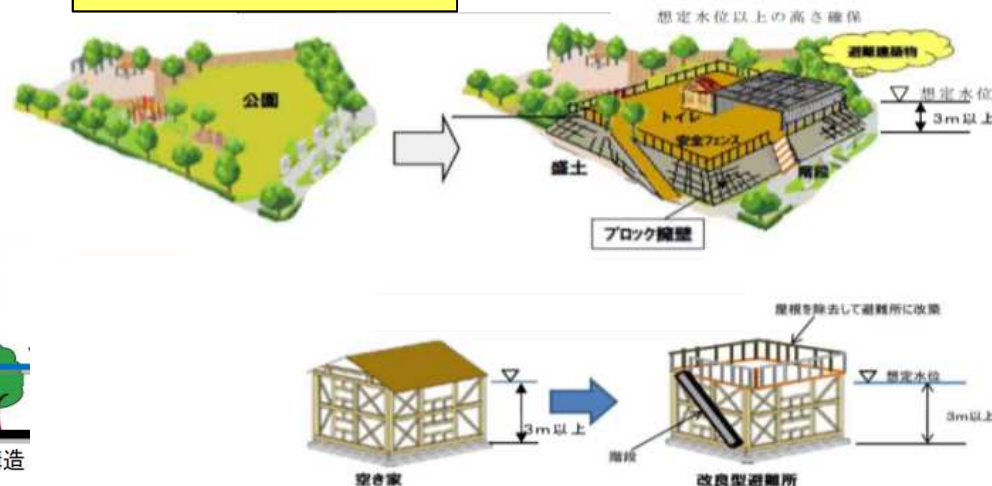 想定水位以上の高さ確保
避難建築物
公園
想定水位
トイレ
3m以上
安全フェンス
盛土
階段
ブロック擁壁
屋根を除去して避難所に改築
想定水位
3m以上
3m以上
階段
造
空き家
改良型避難所